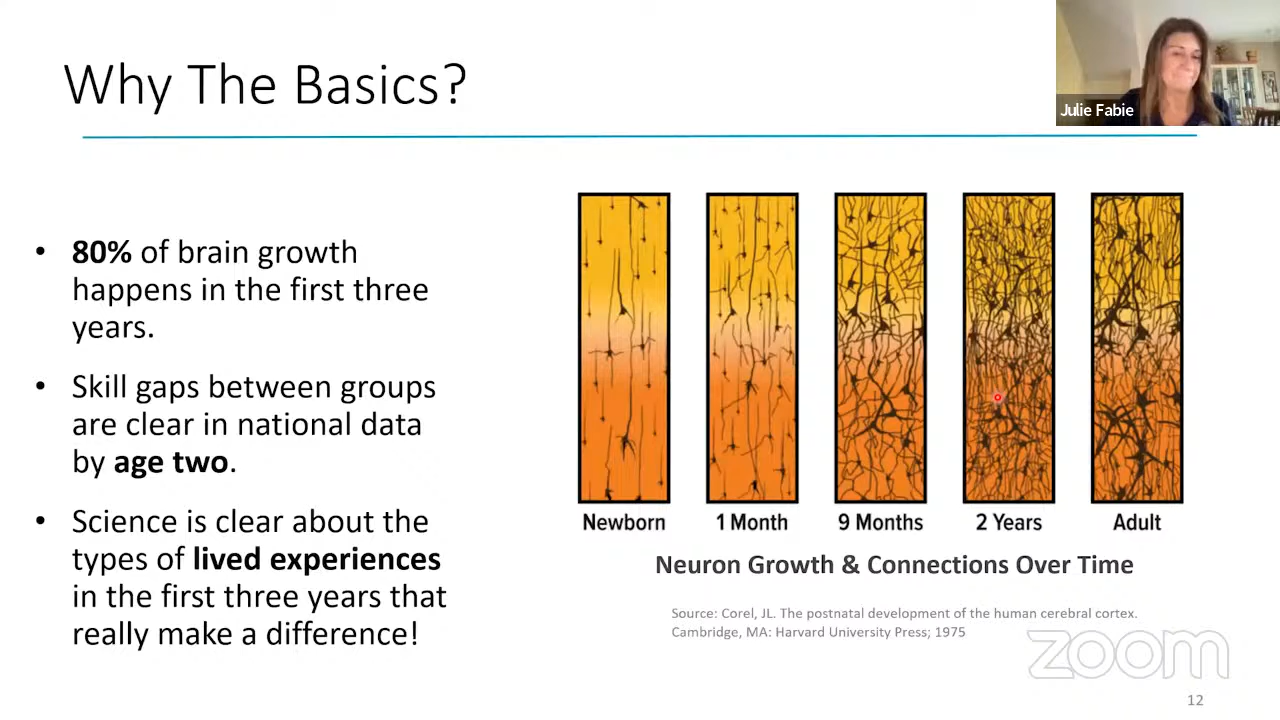 Why The Basics?
Julie Fabie
• 80% of brain growth
happens in the first three
years.
• Skill gaps between groups
are clear in national data
by age two.
• Science is clear about the
types of lived experiences
in the first three years that
really make a difference!
Newborn 1 Month 9 Months 2 Years Adult
Neuron Growth & Connections Over Time
Source: Corel, JL. The postnatal development of the human cerebral cortex.
Cambridge, MA: Harvard University Press; 1975
zoom
12